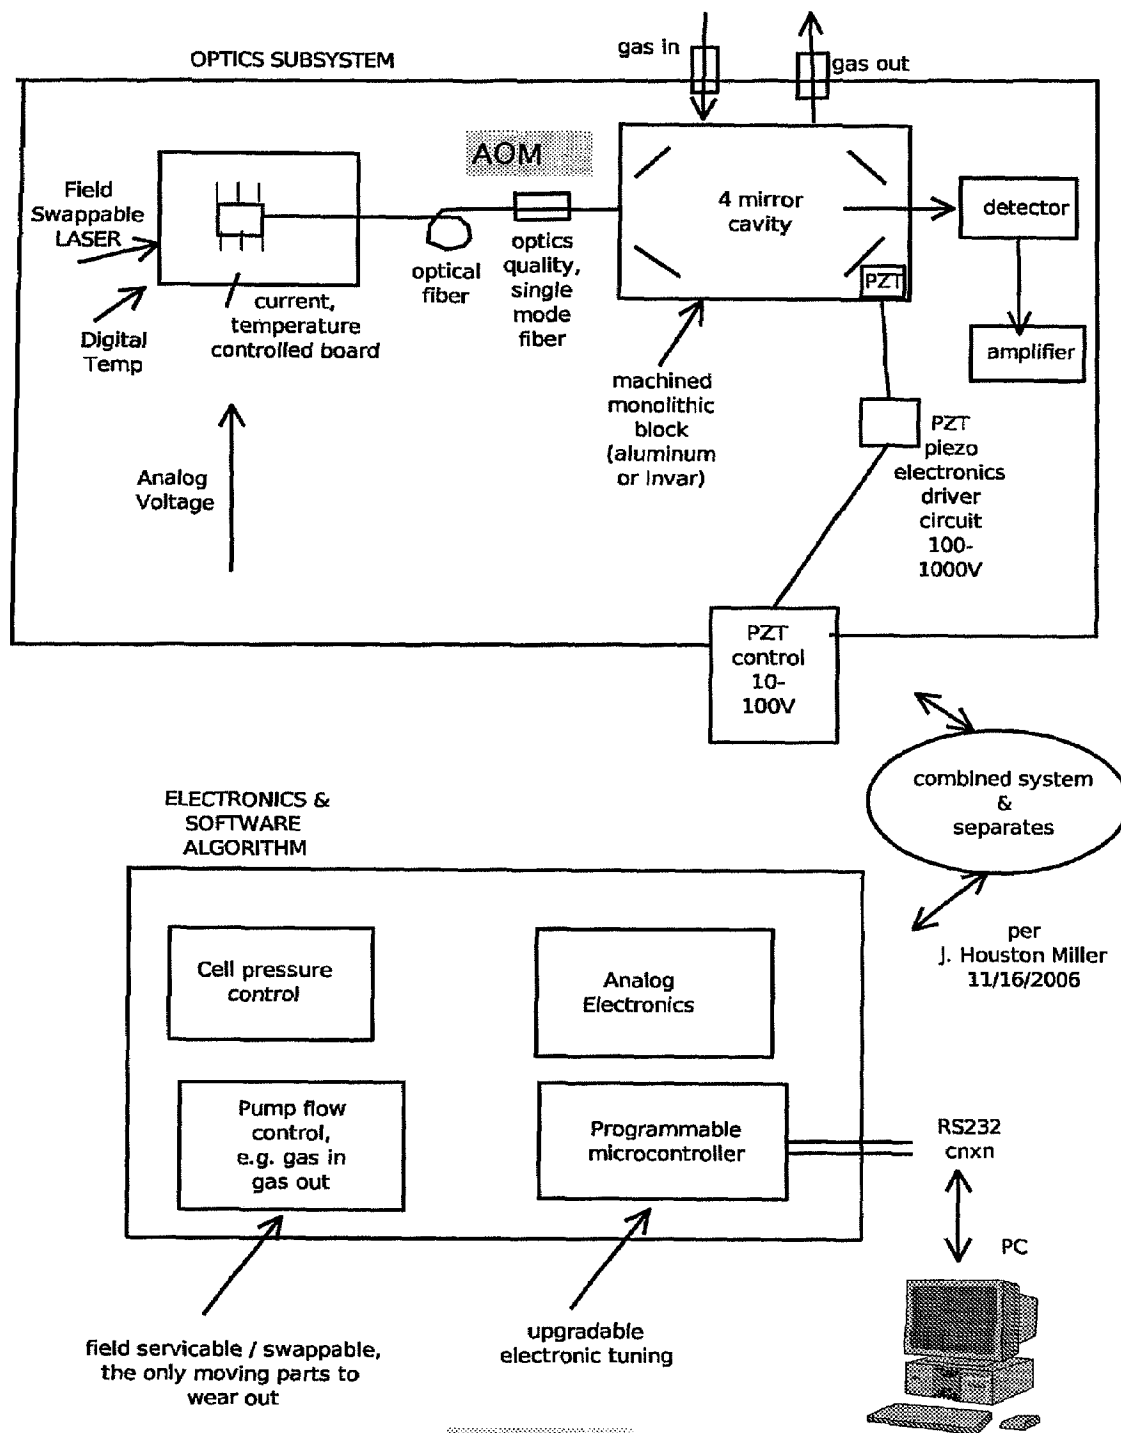 OPTICS SUBSYSTEM
gas in
gas out
AOM
Field
Swappable
LASER
Digital
Temp
current,
temperature
controlled board
Analog
Voltage
optical
fiber
optics
quality,
single
mode
fiber
4 mirror
cavity
PZT
detector
amplifier
machined
monolithic
block
(aluminum
or Invar)
PZT
piezo
electronics
driver
circuit
100-
1000V
PZT
control
10-
100V
combined system
&
separates
per
J. Houston Miller
11/16/2006
ELECTRONICS &
SOFTWARE
ALGORITHM
Cell pressure
control
Analog
Electronics
Pump flow
control,
e.g. gas in
gas out
Programmable
microcontroller
RS232
cnxn
PC
field servicable / swappable,
the only moving parts to
wear out
upgradable
electronic tuning